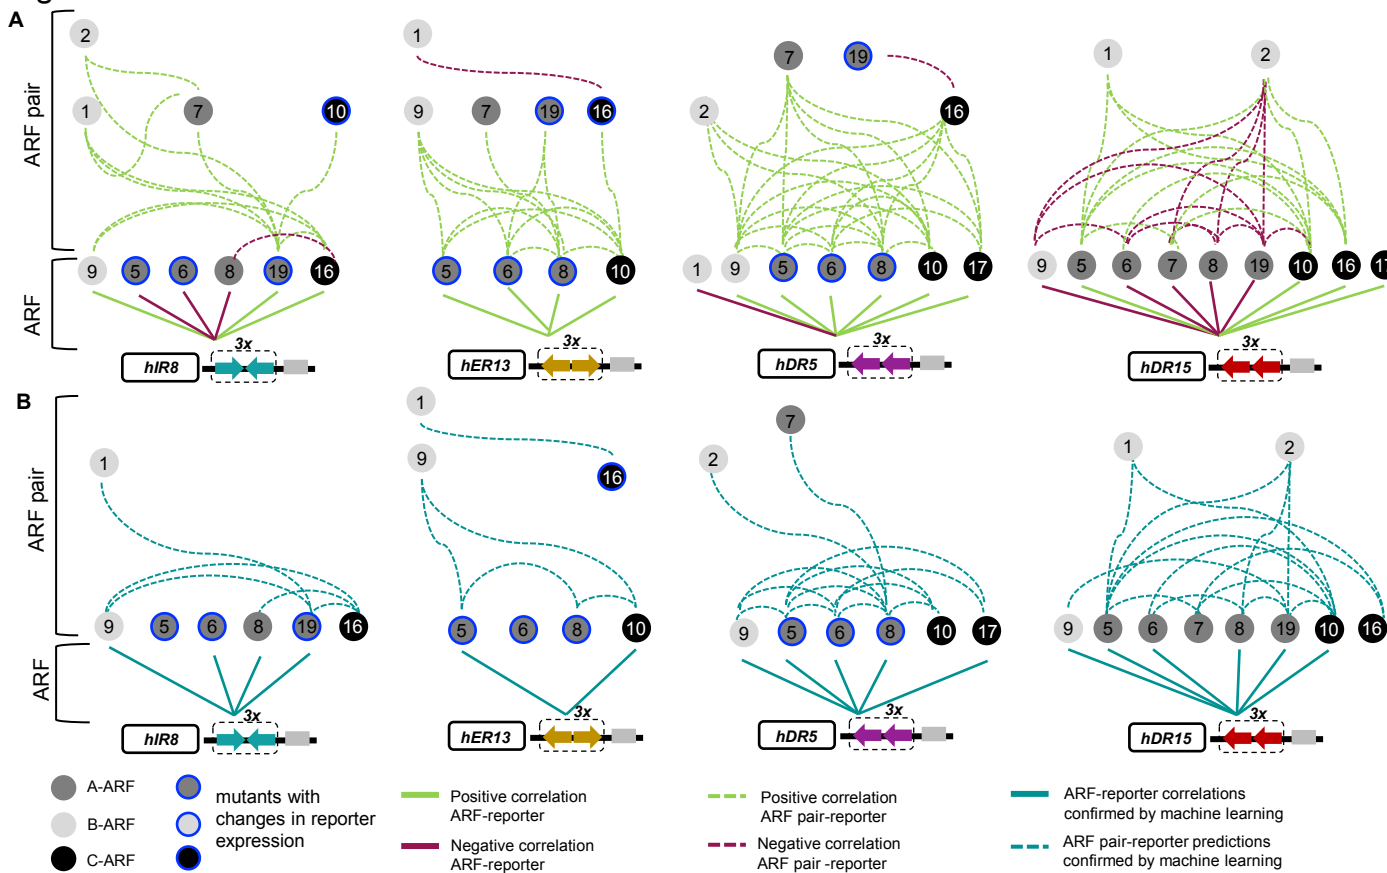 A
2
1
7
10
ARF pair
9
5
6
8
19
16
ARF
3x
hIR8
1
9
7
19
16
5
6
8
10
3x
hER13
7
19
2
16
1
9
5
6
8
10
17
3x
hDR5
1
2
9
5
6
7
8
19
10
16
3x
hDR15
B
1
ARF pair
9
5
6
8
19
16
ARF
3x
hIR8
1
9
16
5
6
8
10
3x
hER13
7
2
9
5
6
8
10
17
3x
hDR5
1
2
9
5
6
7
8
19
10
16
3x
hDR15
A-ARF
B-ARF
C-ARF
mutants with
changes in reporter
expression
Positive correlation
ARF-reporter
Negative correlation
ARF-reporter
Positive correlation
ARF pair-reporter
Negative correlation
ARF pair -reporter
ARF-reporter correlations
confirmed by machine learning
ARF pair-reporter predictions
confirmed by machine learning